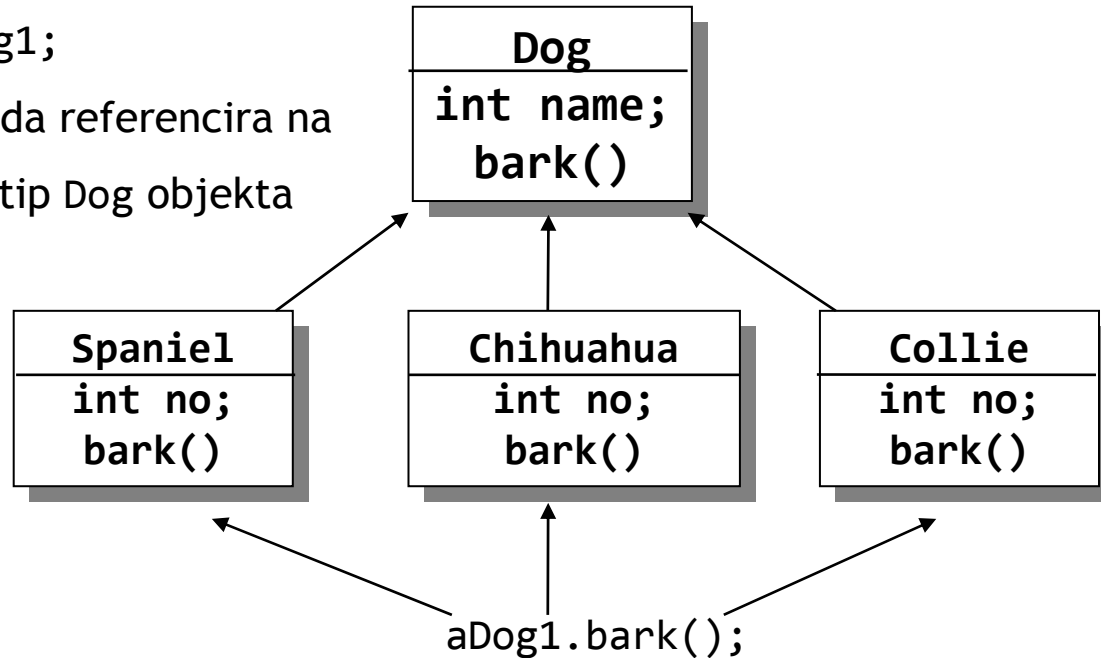 g1;
da referencira na
tip Dog objekta
Dog
int name;
bark()
Spaniel
int no;
bark()
Chihuahua
int no;
bark()
Collie
int no;
bark()
aDog1.bark();